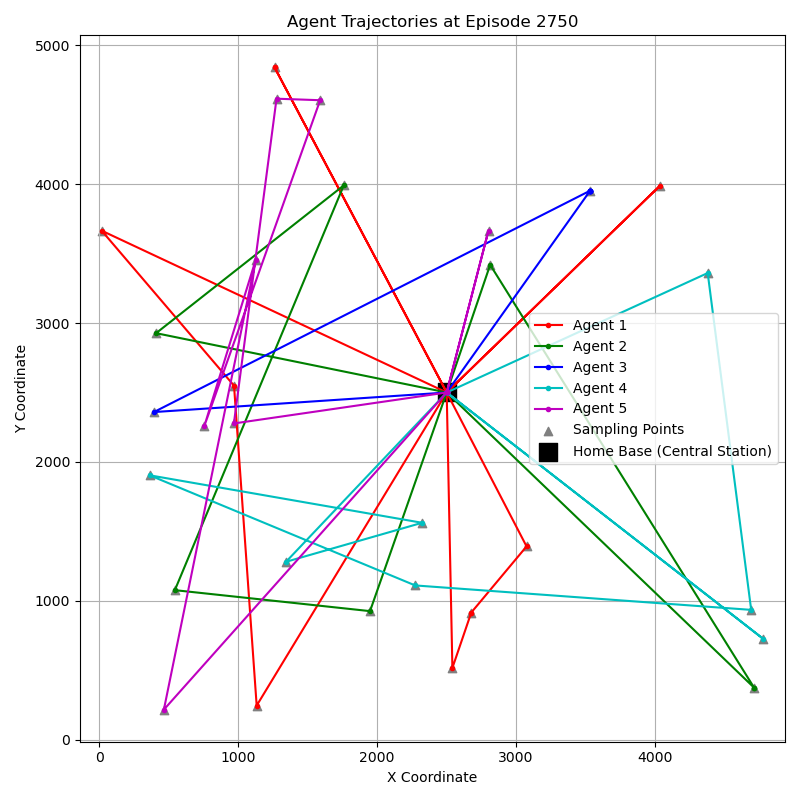 Agent Trajectories at Episode 2750
Y Coordinate
5000
4000
3000
2000
1000
0
Agent 1
Agent 2
Agent 3
Agent 4
Agent 5
Sampling Points
Home Base (Central Station)
0 1000 2000 3000 4000
X Coordinate